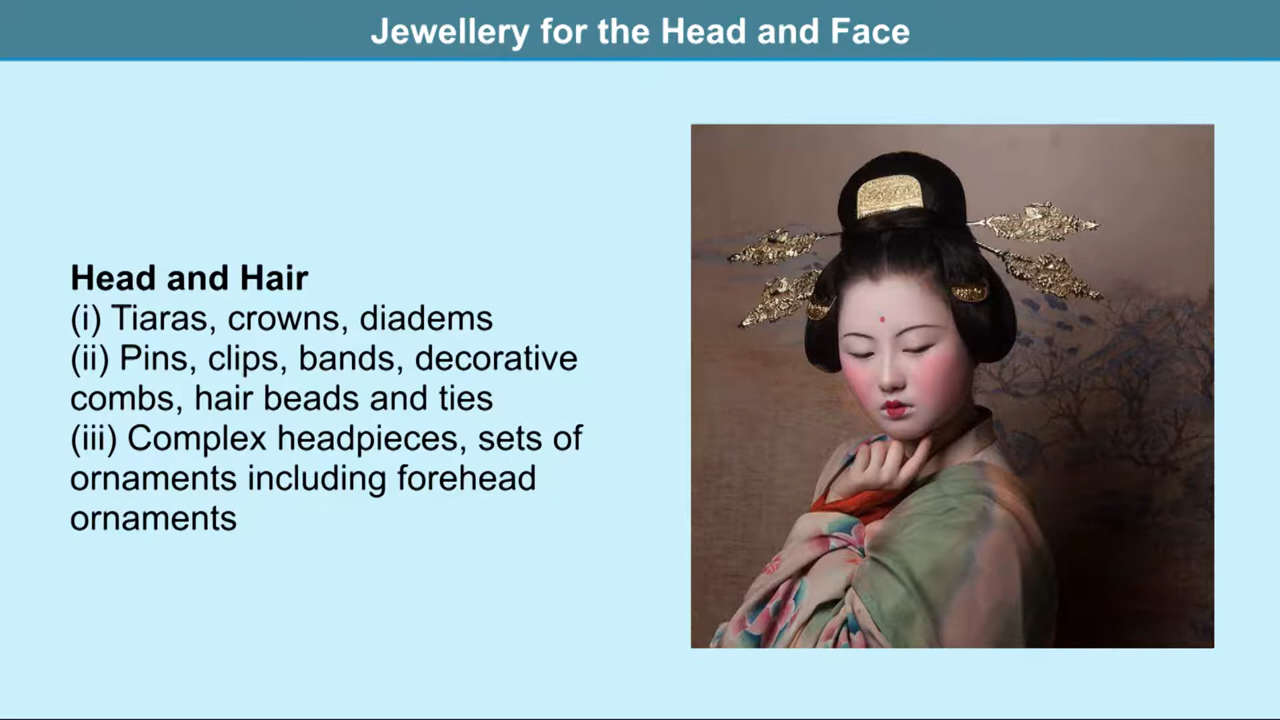 Jewellery for the Head and Face
Head and Hair
(i) Tiaras, crowns, diadems
(ii) Pins, clips, bands, decorative
combs, hair beads and ties
(iii) Complex headpieces, sets of
ornaments including forehead
ornaments